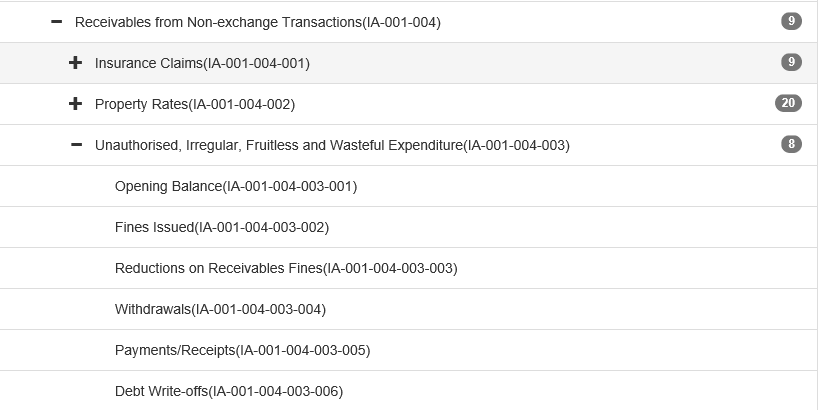 Receivables from Non-exchange Transactions(IA-001-004) 9
Insurance Claims(IA-001-004-001) 9
Property Rates(IA-001-004-002) 20
Unauthorised, Irregular, Fruitless and Wasteful Expenditure(IA-001-004-003) 8
Opening Balance(IA-001-004-003-001)
Fines Issued(IA-001-004-003-002)
Reductions on Receivables Fines(IA-001-004-003-003)
Withdrawals(IA-001-004-003-004)
Payments/Receipts(IA-001-004-003-005)
Debt Write-offs(IA-001-004-003-006)